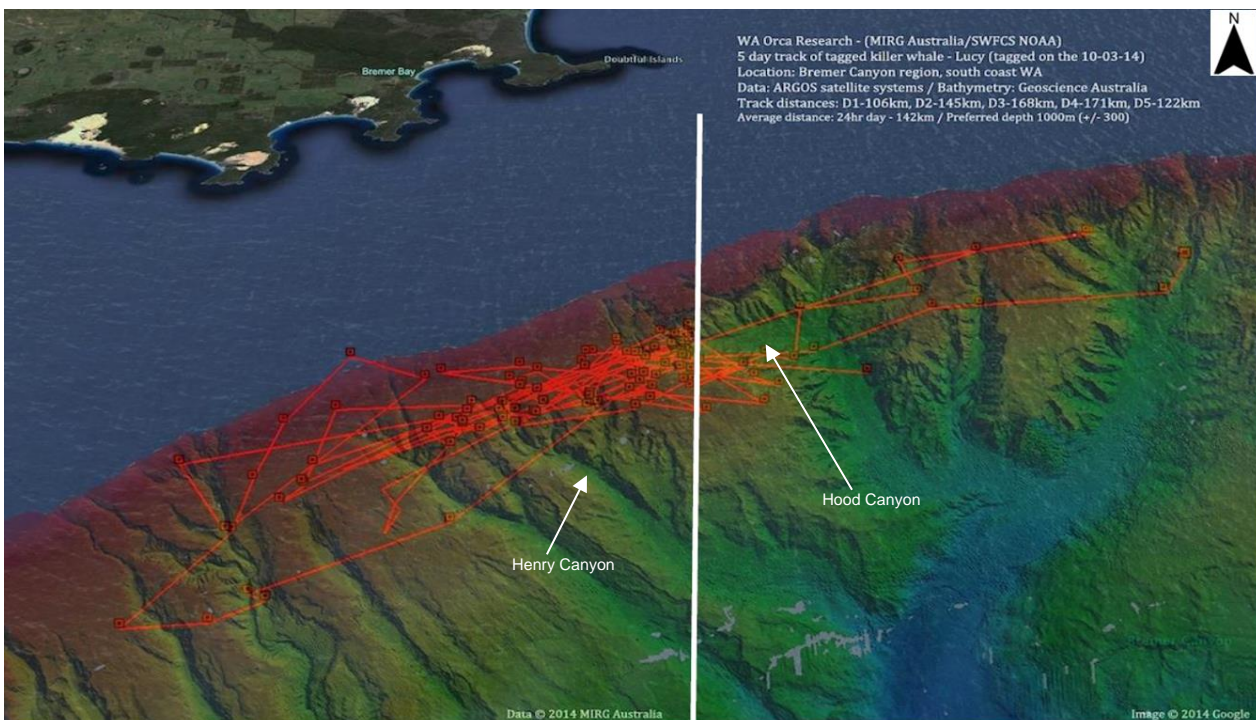 N
WA Orca Research - (MIRG Australia/SWFCS NOAA)
5 day track of tagged killer whale - Lucy (tagged on the 10-03-14)
Location: Bremer Canyon region, south coast WA
Data: ARGOS satellite systems / Bathymetry: Geoscience Australia
Track distances: D1-106km, D2-145km, D3-168km, D4-171km, D5-122km
Average distance: 24hr day - 142km / Preferred depth 1000m (+/- 300)
Doubtful Islands
Bremer Bay
Hood Canyon
Henry Canyon
Data © 2014 MIRG Australia
Image © 2014 Google